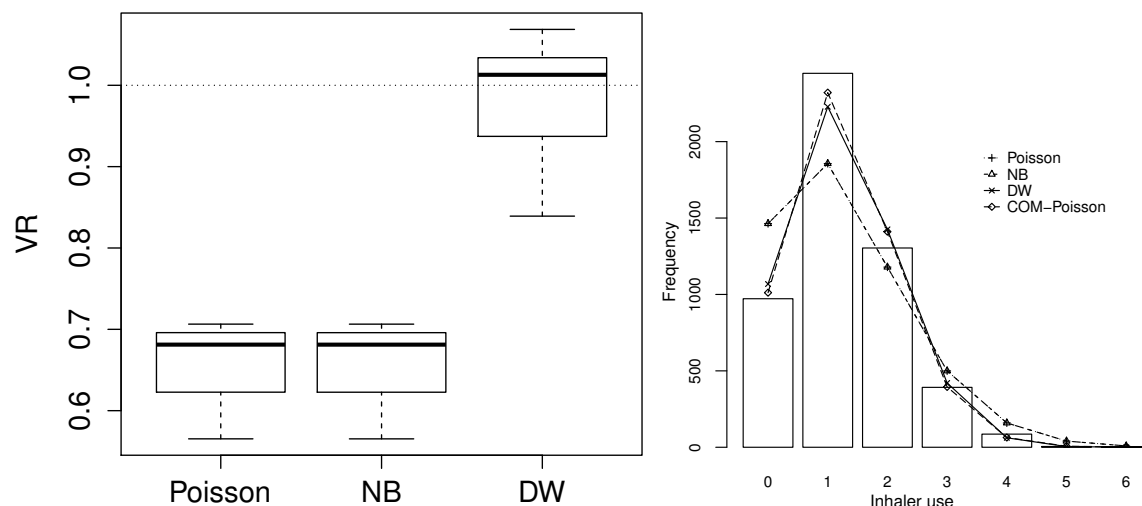 VR
1.0
0.9
0.8
0.7
0.6
Poisson NB DW
Frequency
2000
1500
1000
500
0
Poisson
NB
DW
COM−Poisson
0 1 2 3 4 5 6
Inhaler use